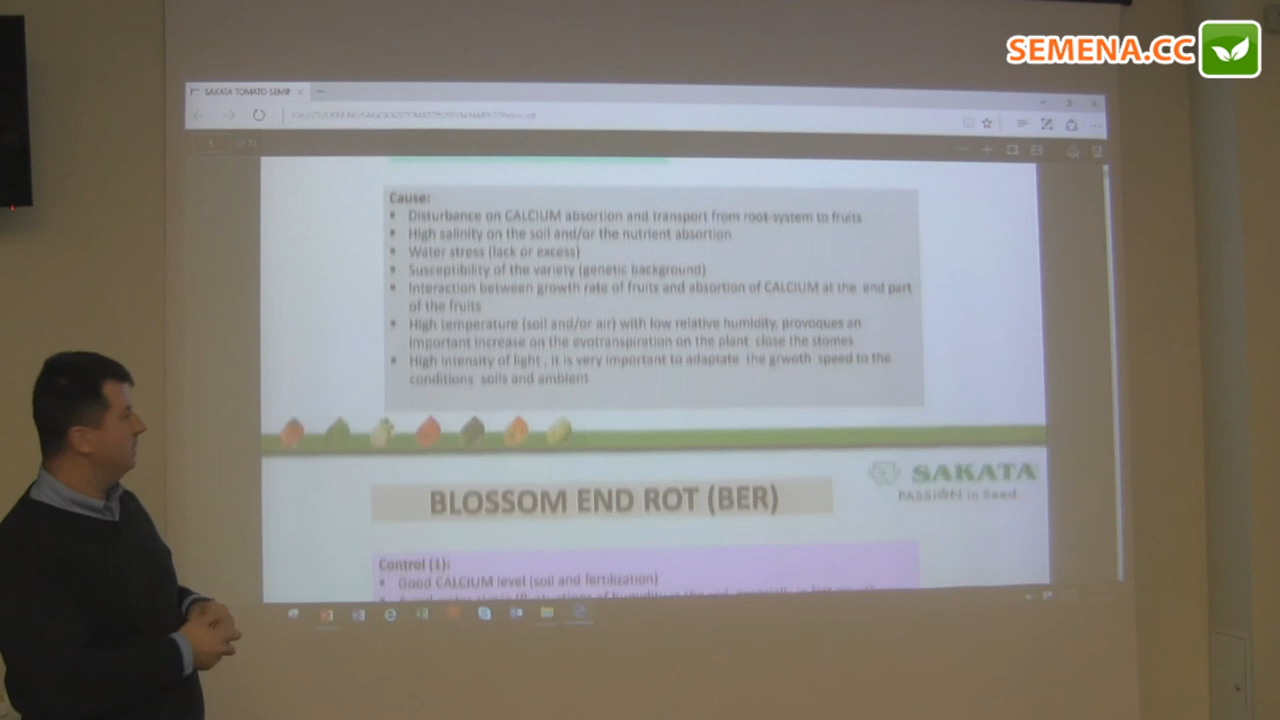 SEMENA.CC
SAKATA TOMATO SEMIN
Cause:
Disturbance on CALCIUM absortion and transport from root-system to fruits
High salinity on the soil and/or the nutrient absortion
Water stress (lack or excess)
Susceptibility of the variety (genetic background)
Interaction between growth rate of fruits and absortion of CALCIUM at the end part
of the fruits
High temperature (soil and/or air) with low relative humidity, provoques an
important increase on the evotranspiration on the plant close the stomes
High intensity of light , it is very important to adaptate the grwoth speed to the
conditions soils and ambient
SAKATA
PASSION in Seed
BLOSSOM END ROT (BER)
Control (1):
Good CALCIUM level (soil and fertilization)